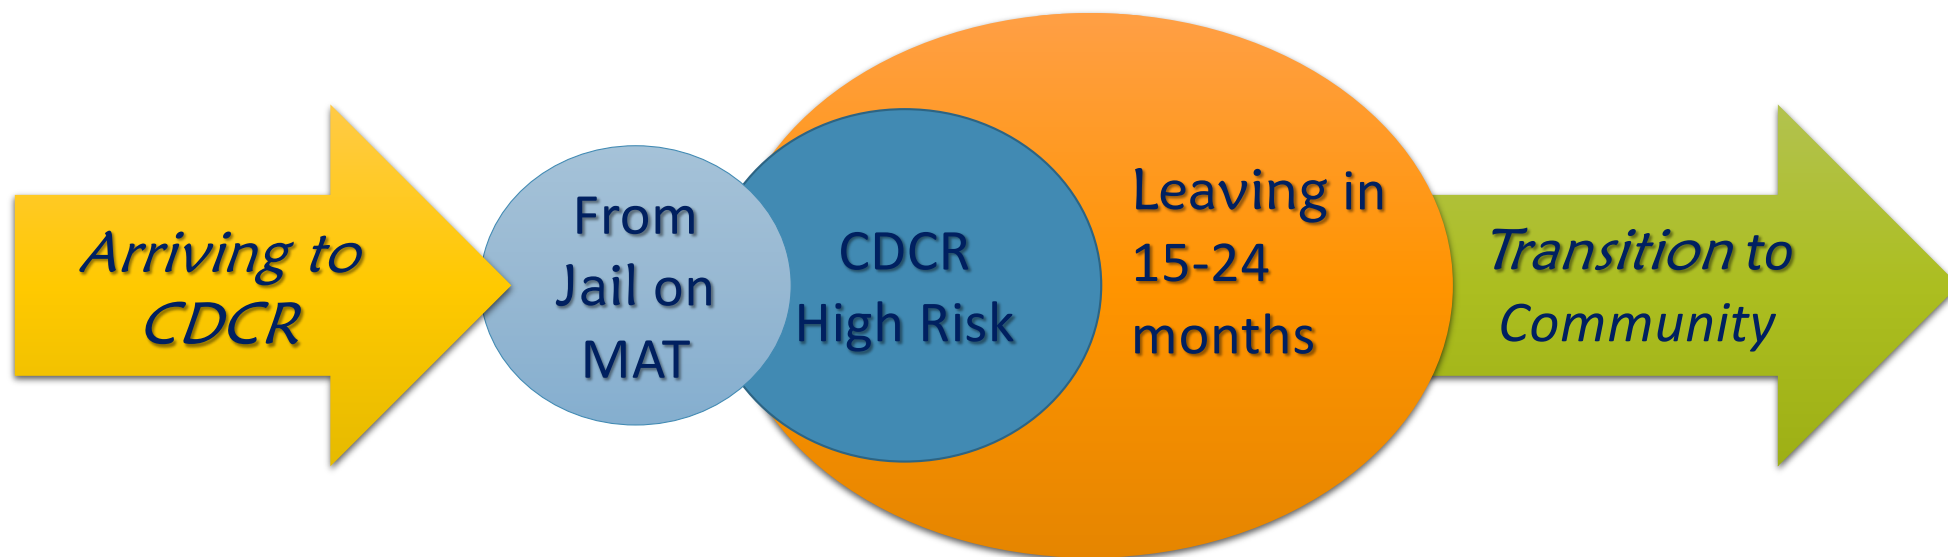 Arriving to
CDCR
From
Jail on
MAT
CDCR
High Risk
Leaving in
15-24
months
Transition to
Community